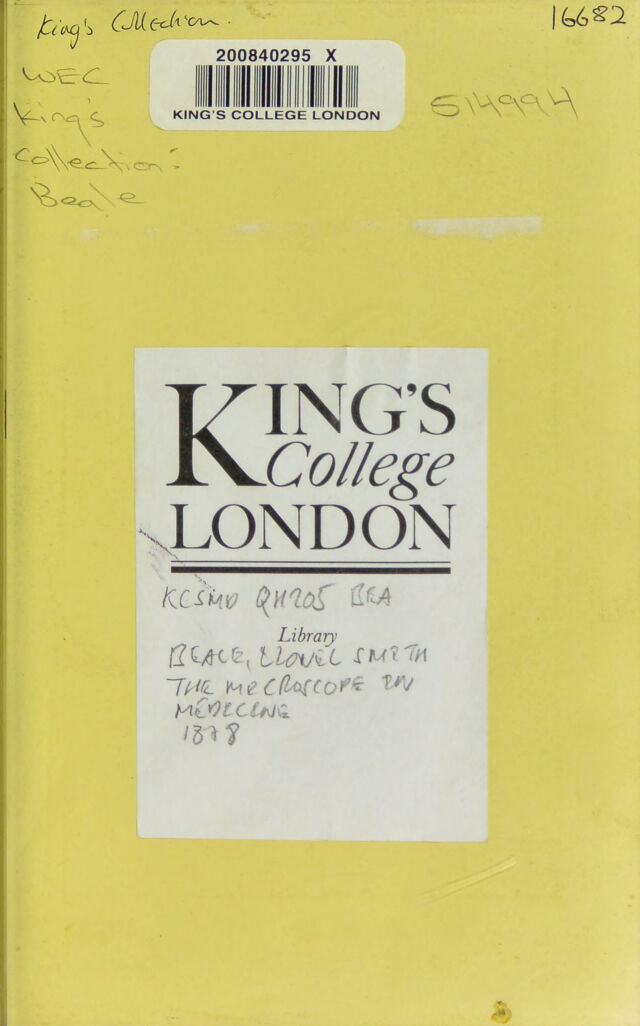 King's Collection.
16682
200840295 X
KING'S COLLEGE LONDON
WEC
King's
Collection:
Beale
514994
KING'S
College
LONDON
KCSMD QH205 BEA
Library
BEALE, LIONEL SMITH
THE MICROSCOPE IN
MEDICINE
1878